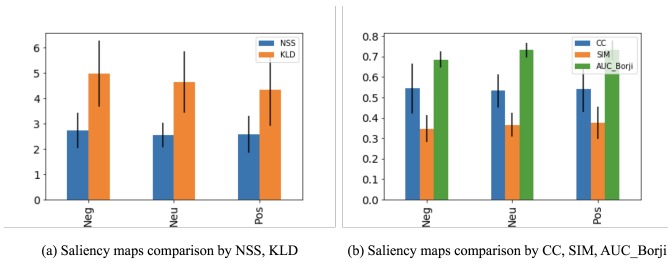 NSS
KLD
6
5
4
3
2
1
0
Neg
Neu
Pos
(a) Saliency maps comparison by NSS, KLD
CC
SIM
AUC_Borji
0.8
0.7
0.6
0.5
0.4
0.3
0.2
0.1
0.0
Neg
Neu
Pos
(b) Saliency maps comparison by CC, SIM, AUC_Borji